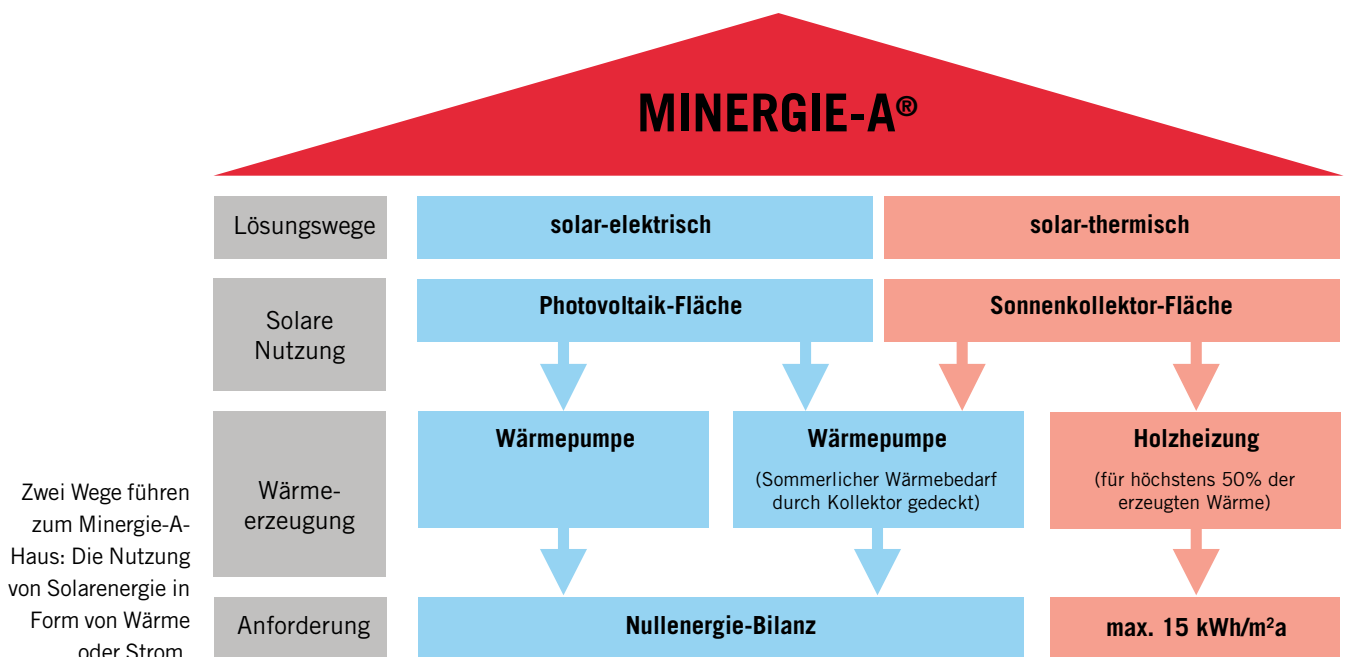 MINERGIE-A®
Lösungswege
solar-elektrisch
solar-thermisch
Solare
Nutzung
Photovoltaik-Fläche
Sonnenkollektor-Fläche
Wärme-
erzeugung
Wärmepumpe
Wärmepumpe
(Sommerlicher Wärmebedarf
durch Kollektor gedeckt)
Holzheizung
(für höchstens 50% der
erzeugten Wärme)
Anforderung
Nullenergie-Bilanz
max. 15 kWh/m²a
Zwei Wege führen
zum Minergie-A-
Haus: Die Nutzung
von Solarenergie in
Form von Wärme
oder Strom.